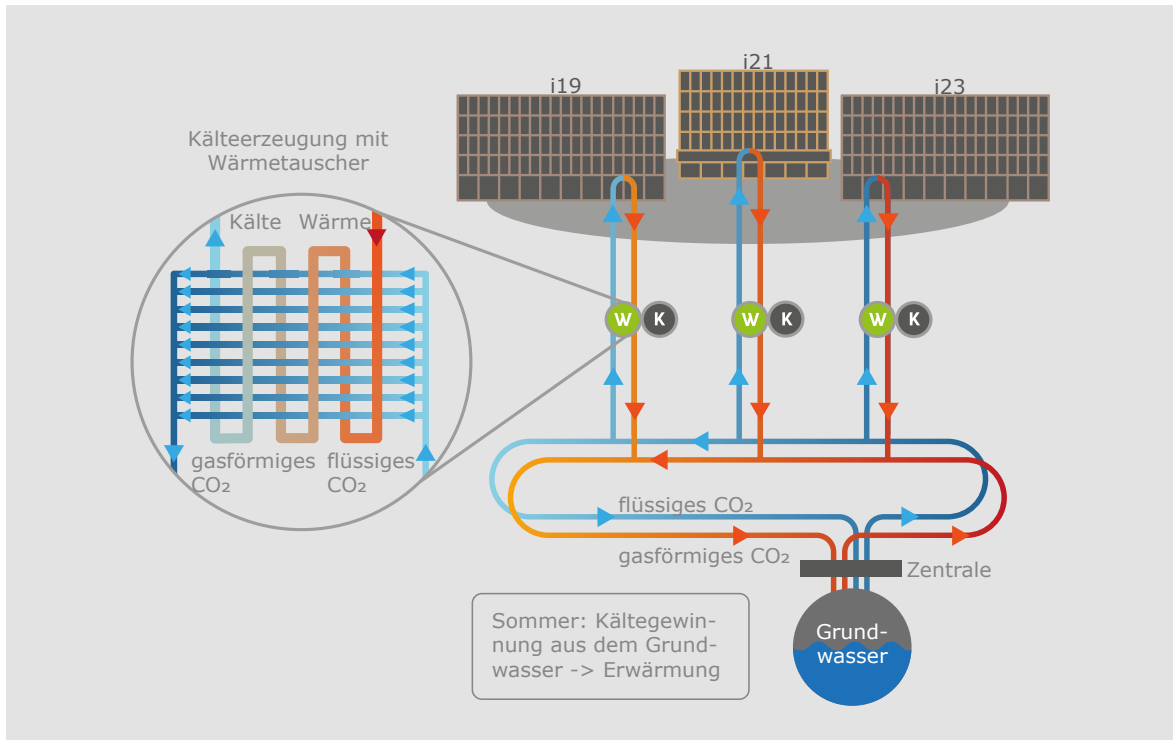 i21
i19
i23
Kälteerzeugung mit
Wärmetauscher
Kälte
Wärme
W
K
W
K
W
K
gasförmiges
CO₂
flüssiges
CO₂
flüssiges CO₂
gasförmiges CO₂
Zentrale
Sommer: Kältegewin-
nung aus dem Grund-
wasser -> Erwärmung
Grund-
wasser